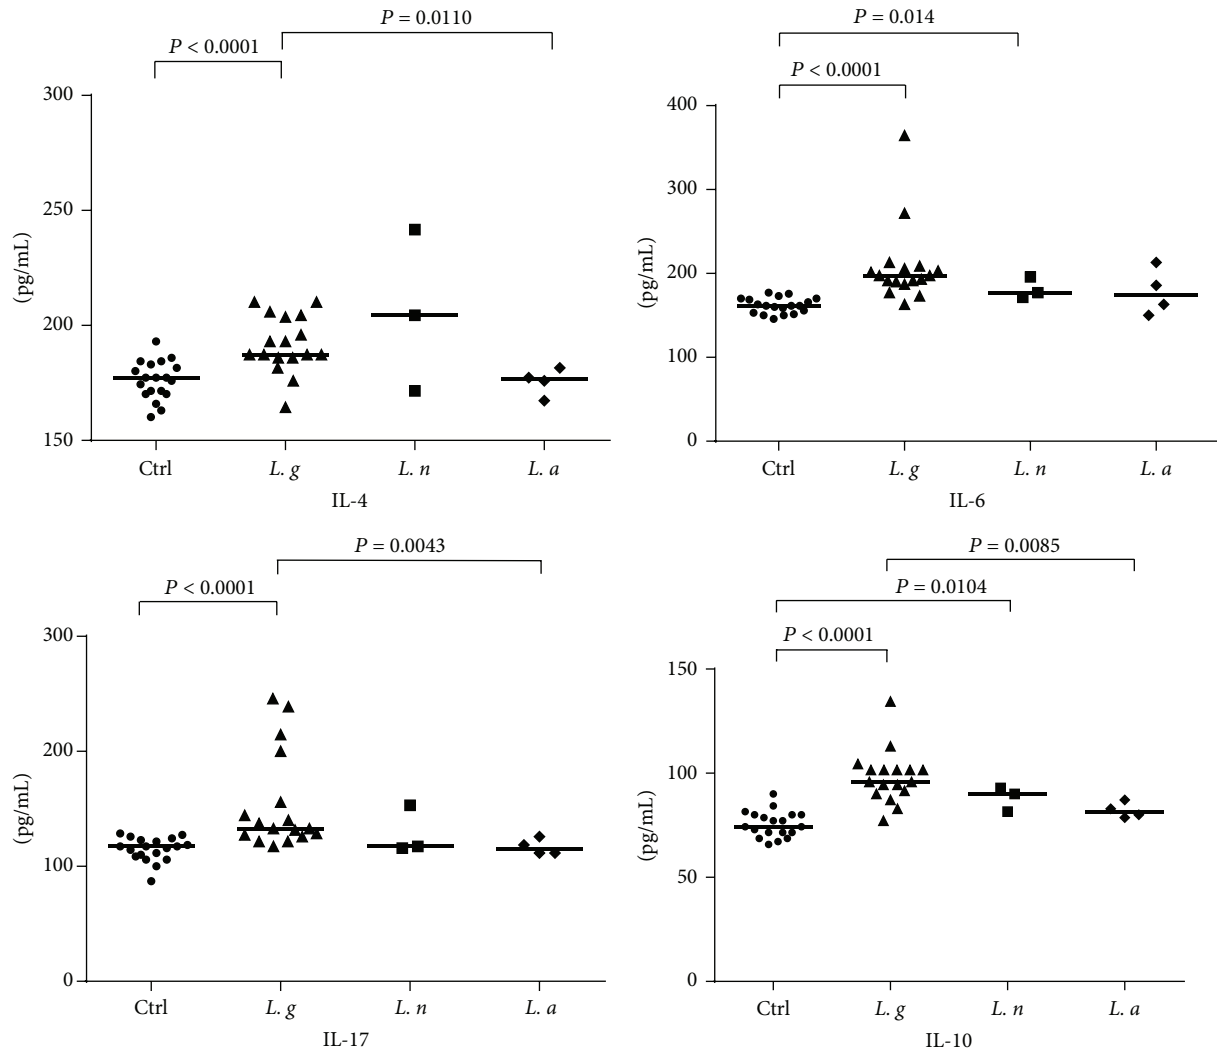 P = 0.0110
P < 0.0001
300
250
200
150
(pg/mL)
Ctrl L. g L. n L. a
IL-4
P = 0.014
P < 0.0001
400
300
200
100
0
(pg/mL)
Ctrl L. g L. n L. a
IL-6
P = 0.0043
P < 0.0001
300
200
100
0
(pg/mL)
Ctrl L. g L. n L. a
IL-17
P = 0.0085
P = 0.0104
P < 0.0001
150
100
50
0
(pg/mL)
Ctrl L. g L. n L. a
IL-10